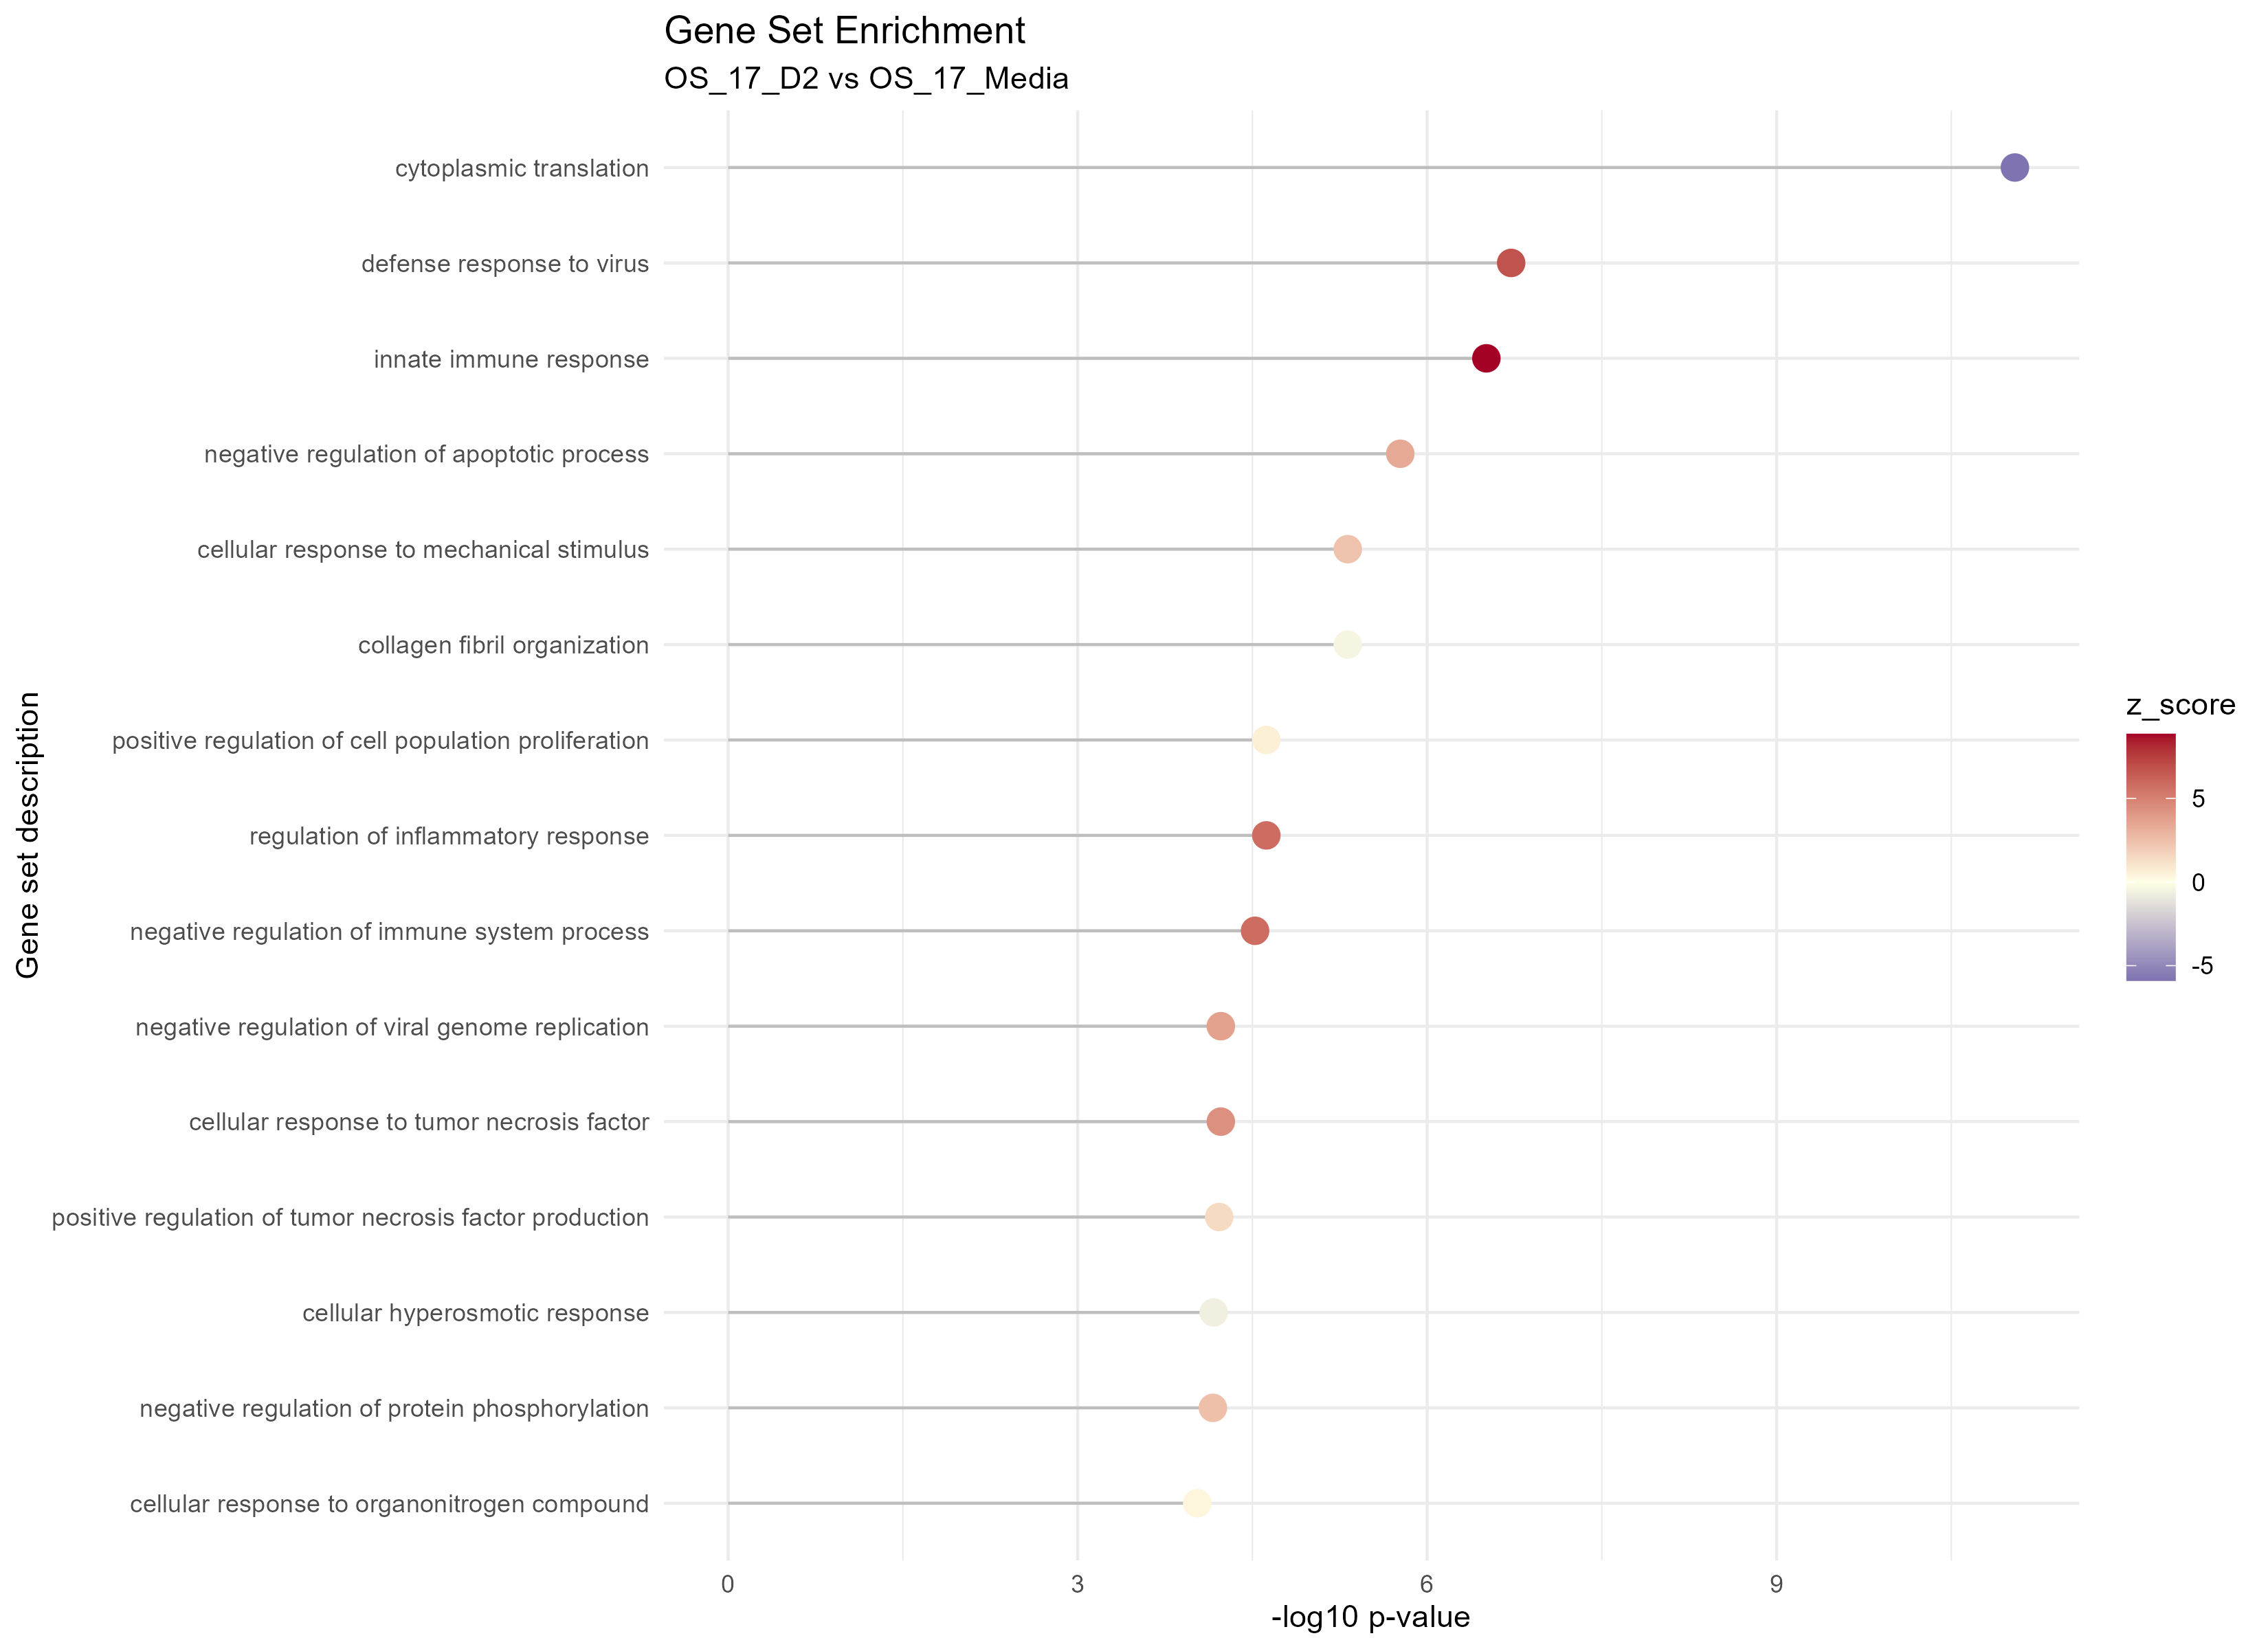 Gene Set Enrichment
OS_17_D2 vs OS_17_Media
Gene set description
cytoplasmic translation
defense response to virus
innate immune response
negative regulation of apoptotic process
cellular response to mechanical stimulus
collagen fibril organization
positive regulation of cell population proliferation
regulation of inflammatory response
negative regulation of immune system process
negative regulation of viral genome replication
cellular response to tumor necrosis factor
positive regulation of tumor necrosis factor production
cellular hyperosmotic response
negative regulation of protein phosphorylation
cellular response to organonitrogen compound
0 3 6 9
-log10 p-value
z_score
5
0
-5